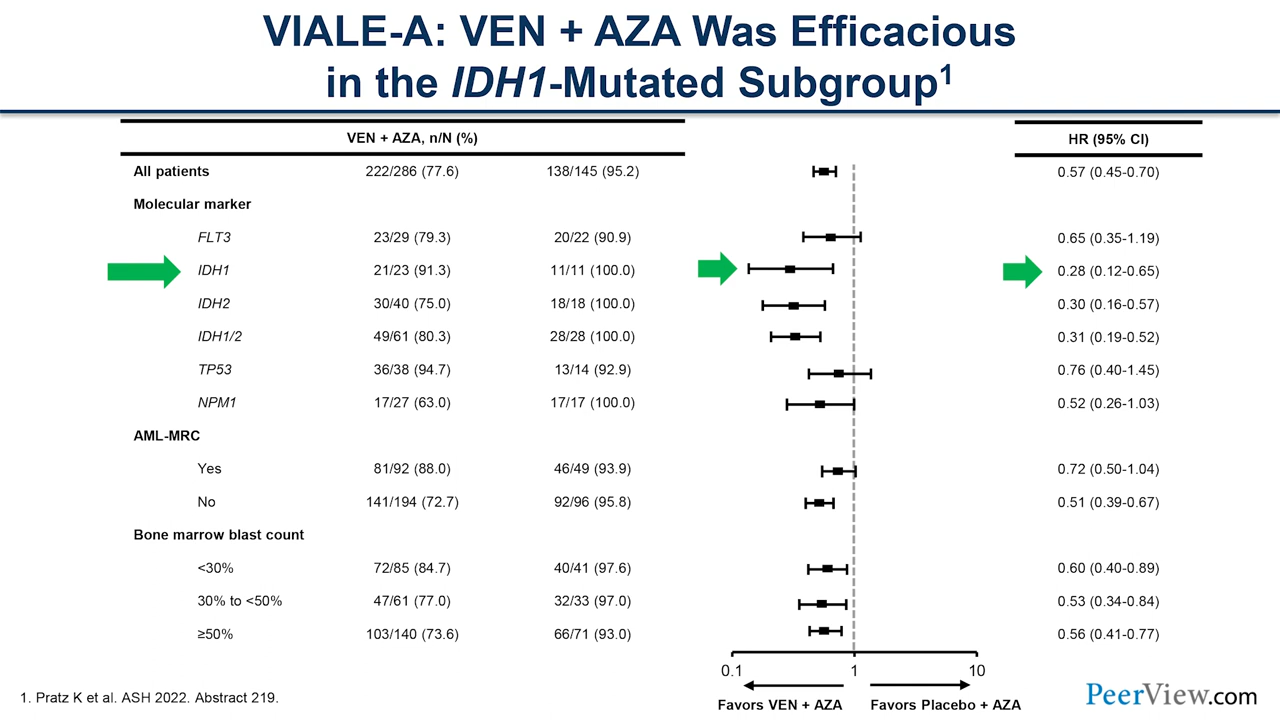 VIALE-A: VEN + AZA Was Efficacious
in the IDH1-Mutated Subgroup1
VEN + AZA, n/N (%)
HR (95% CI)
All patients 222/286 (77.6) 138/145 (95.2) 0.57 (0.45-0.70)
Molecular marker
FLT3 23/29 (79.3) 20/22 (90.9) 0.65 (0.35-1.19)
IDH1 21/23 (91.3) 11/11 (100.0) 0.28 (0.12-0.65)
IDH2 30/40 (75.0) 18/18 (100.0) 0.30 (0.16-0.57)
IDH1/2 49/61 (80.3) 28/28 (100.0) 0.31 (0.19-0.52)
TP53 36/38 (94.7) 13/14 (92.9) 0.76 (0.40-1.45)
NPM1 17/27 (63.0) 17/17 (100.0) 0.52 (0.26-1.03)
AML-MRC
Yes 81/92 (88.0) 46/49 (93.9) 0.72 (0.50-1.04)
No 141/194 (72.7) 92/96 (95.8) 0.51 (0.39-0.67)
Bone marrow blast count
<30% 72/85 (84.7) 40/41 (97.6) 0.60 (0.40-0.89)
30% to <50% 47/61 (77.0) 32/33 (97.0) 0.53 (0.34-0.84)
≥50% 103/140 (73.6) 66/71 (93.0) 0.56 (0.41-0.77)
0.1 1 10
Favors VEN + AZA Favors Placebo + AZA
1. Pratz K et al. ASH 2022. Abstract 219.
PeerView.com